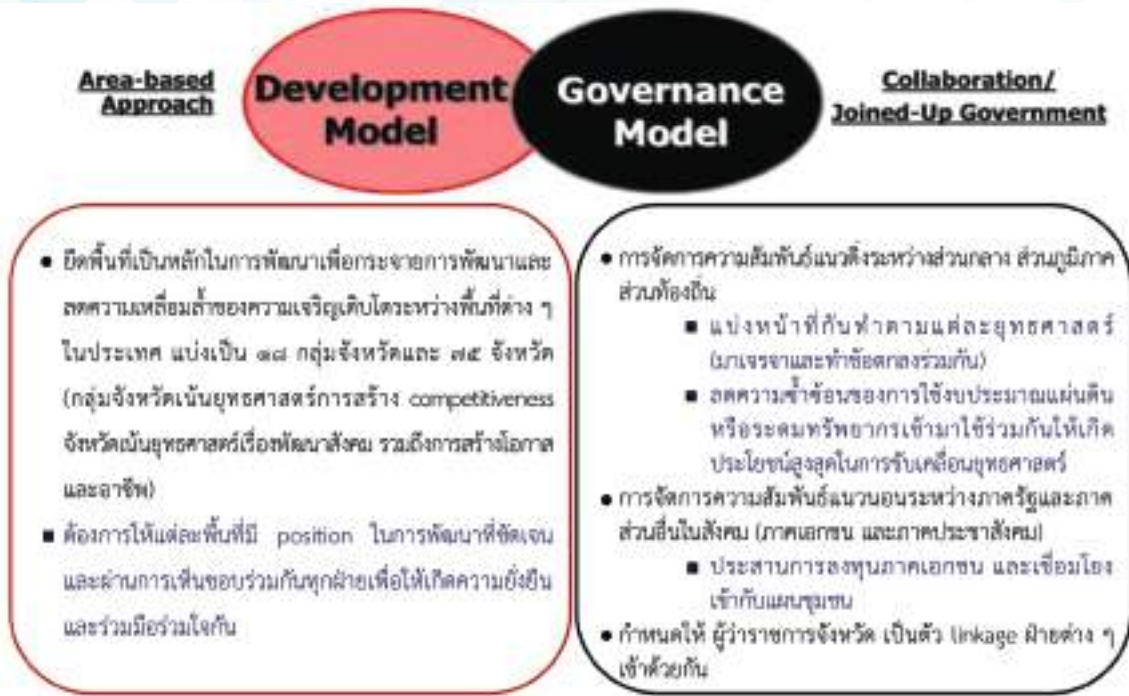 Area-based
Approach
Development
Model
Governance
Model
Collaboration/
Joined-Up Government
● ยึดพื้นที่เป็นหลักในการพัฒนาเพื่อกระจายการพัฒนาและ
ลดความเหลื่อมล้ำของความเจริญเติบโตระหว่างพื้นที่ต่าง ๆ
ในประเทศ แบ่งเป็น ๑๘ กลุ่มจังหวัดและ ๗๕ จังหวัด
(กลุ่มจังหวัดเน้นยุทธศาสตร์การสร้าง competitiveness
จังหวัดเน้นยุทธศาสตร์เรื่องพัฒนาสังคม รวมถึงการสร้างโอกาส
และอาชีพ)
■ ต้องการให้แต่ละพื้นที่มี position ในการพัฒนาที่ชัดเจน
และผ่านการเห็นชอบร่วมกันทุกฝ่ายเพื่อให้เกิดความยั่งยืน
และร่วมมือร่วมใจกัน
● การจัดการความสัมพันธ์แนวดิ่งระหว่างส่วนกลาง ส่วนภูมิภาค
ส่วนท้องถิ่น
■ แบ่งหน้าที่กันทำตามแต่ละยุทธศาสตร์
(มาเจรจาและทำข้อตกลงร่วมกัน)
■ ลดความซ้ำซ้อนของการใช้งบประมาณแผ่นดิน
หรือระดมทรัพยากรเข้ามาใช้ร่วมกันให้เกิด
ประโยชน์สูงสุดในการขับเคลื่อนยุทธศาสตร์
● การจัดการความสัมพันธ์แนวนอนระหว่างภาครัฐและภาค
ส่วนอื่นในสังคม (ภาคเอกชน และภาคประชาสังคม)
■ ประสานการลงทุนภาคเอกชน และเชื่อมโยง
เข้ากับแผนชุมชน
● กำหนดให้ ผู้ว่าราชการจังหวัด เป็นตัว linkage ฝ่ายต่าง ๆ
เข้าด้วยกัน